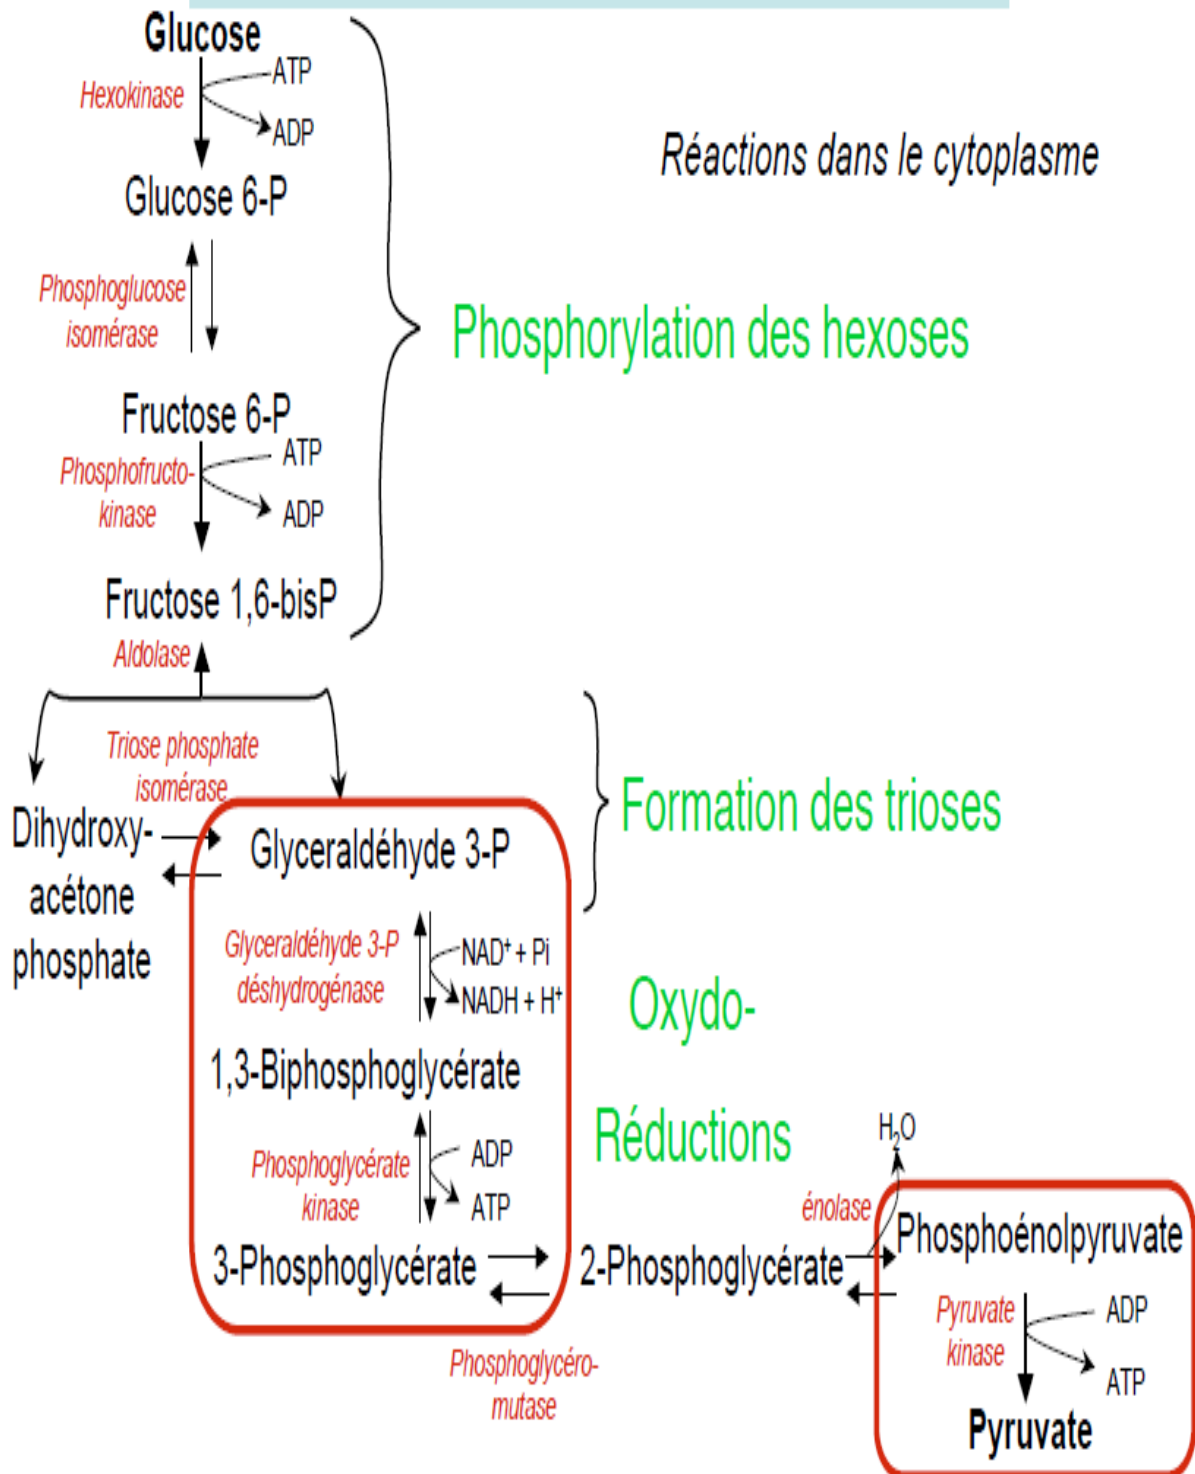 Glucose
ATP
Hexokinase
ADP
Réactions dans le cytoplasme
Glucose 6-P
Phosphoglucose
isomérase
Phosphorylation des hexoses
Fructose 6-P
ATP
Phosphofructo-
kinase
ADP
Fructose 1,6-bisP
Aldolase
Triose phosphate
isomérase
Formation des trioses
Dihydroxy-
acétone
phosphate
Glyceraldéhyde 3-P
Glyceraldéhyde 3-P
déshydrogénase
NAD⁺ + Pi
NADH + H⁺
Oxydo-
Réductions
1,3-Biphosphoglycérate
Phosphoglycérate
kinase
ADP
ATP
H₂O
énolase
3-Phosphoglycérate
2-Phosphoglycérate
Phosphoénolpyruvate
Phosphoglycéro-
mutase
Pyruvate
kinase
ADP
ATP
Pyruvate